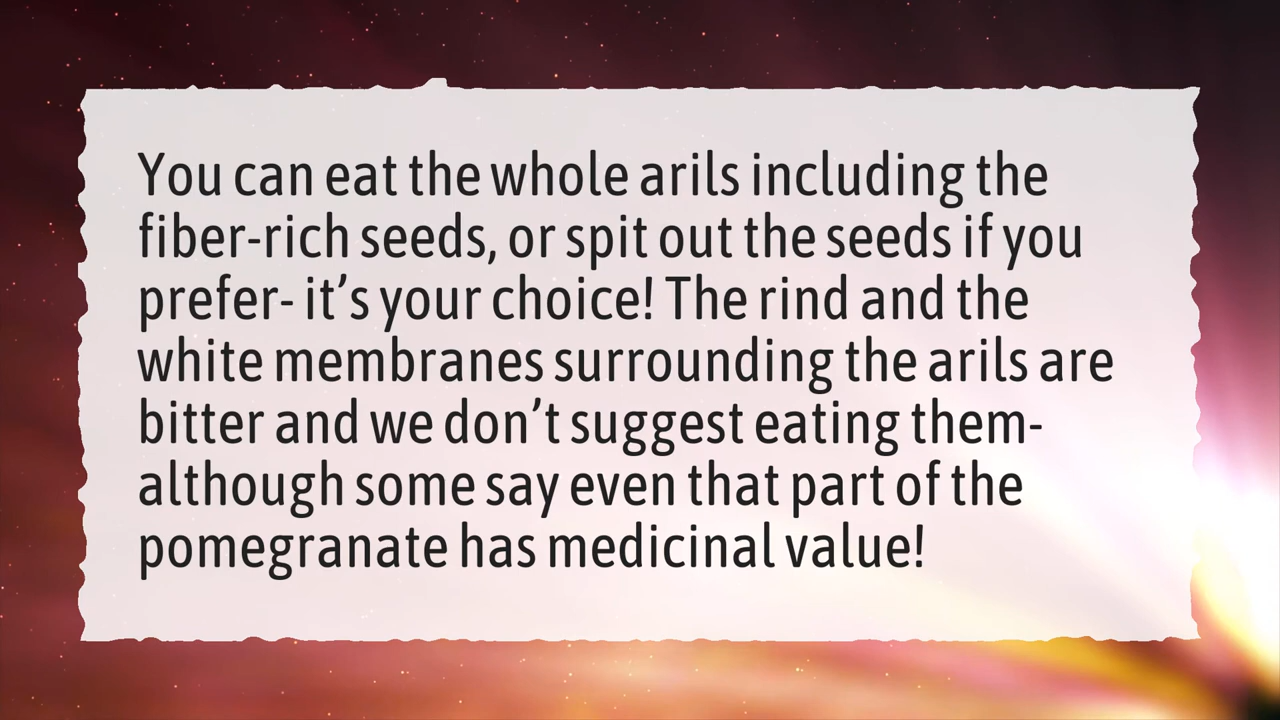 You can eat the whole arils including the
fiber-rich seeds, or spit out the seeds if you
prefer- it’s your choice! The rind and the
white membranes surrounding the arils are
bitter and we don’t suggest eating them-
although some say even that part of the
pomegranate has medicinal value!